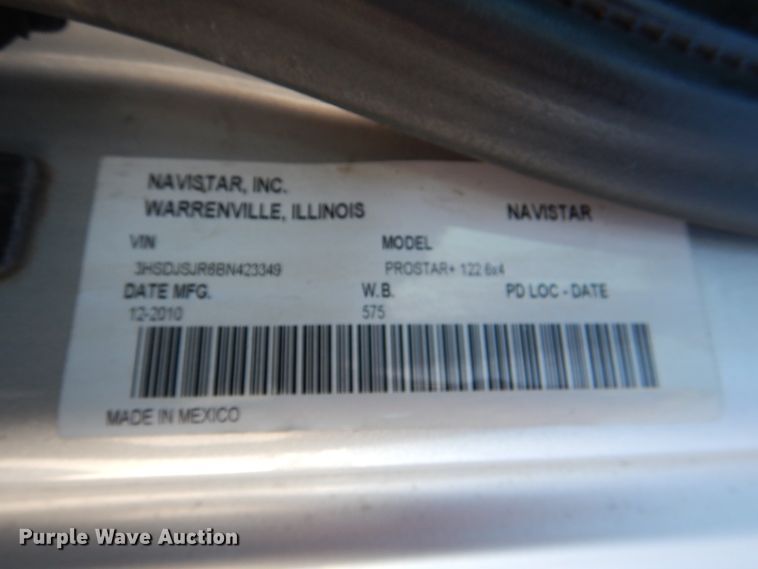 NAVISTAR, INC.
WARRENVILLE, ILLINOIS NAVISTAR
VIN MODEL
3HSDJSJR6BN423349 PROSTAR+ 122 6x4
DATE MFG. W.B. PD LOC - DATE
12-2010 575
MADE IN MEXICO
Purple Wave Auction